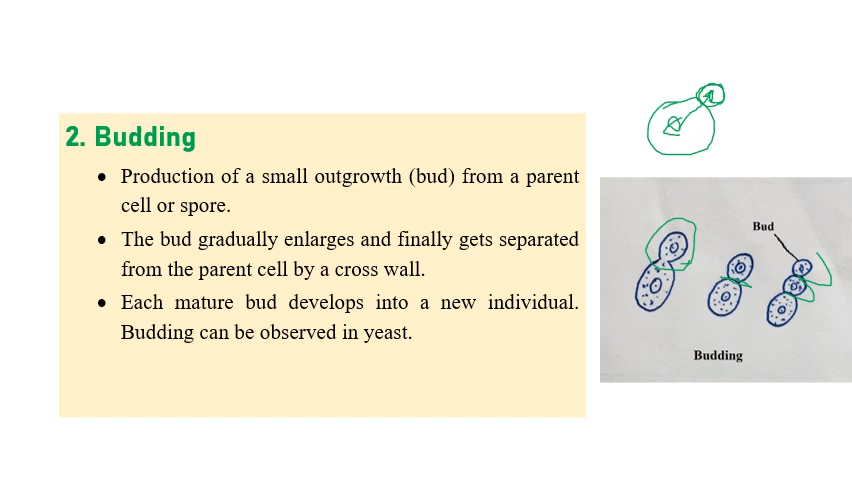 2. Budding
• Production of a small outgrowth (bud) from a parent
cell or spore.
• The bud gradually enlarges and finally gets separated
from the parent cell by a cross wall.
• Each mature bud develops into a new individual.
Budding can be observed in yeast.
Bud
Budding